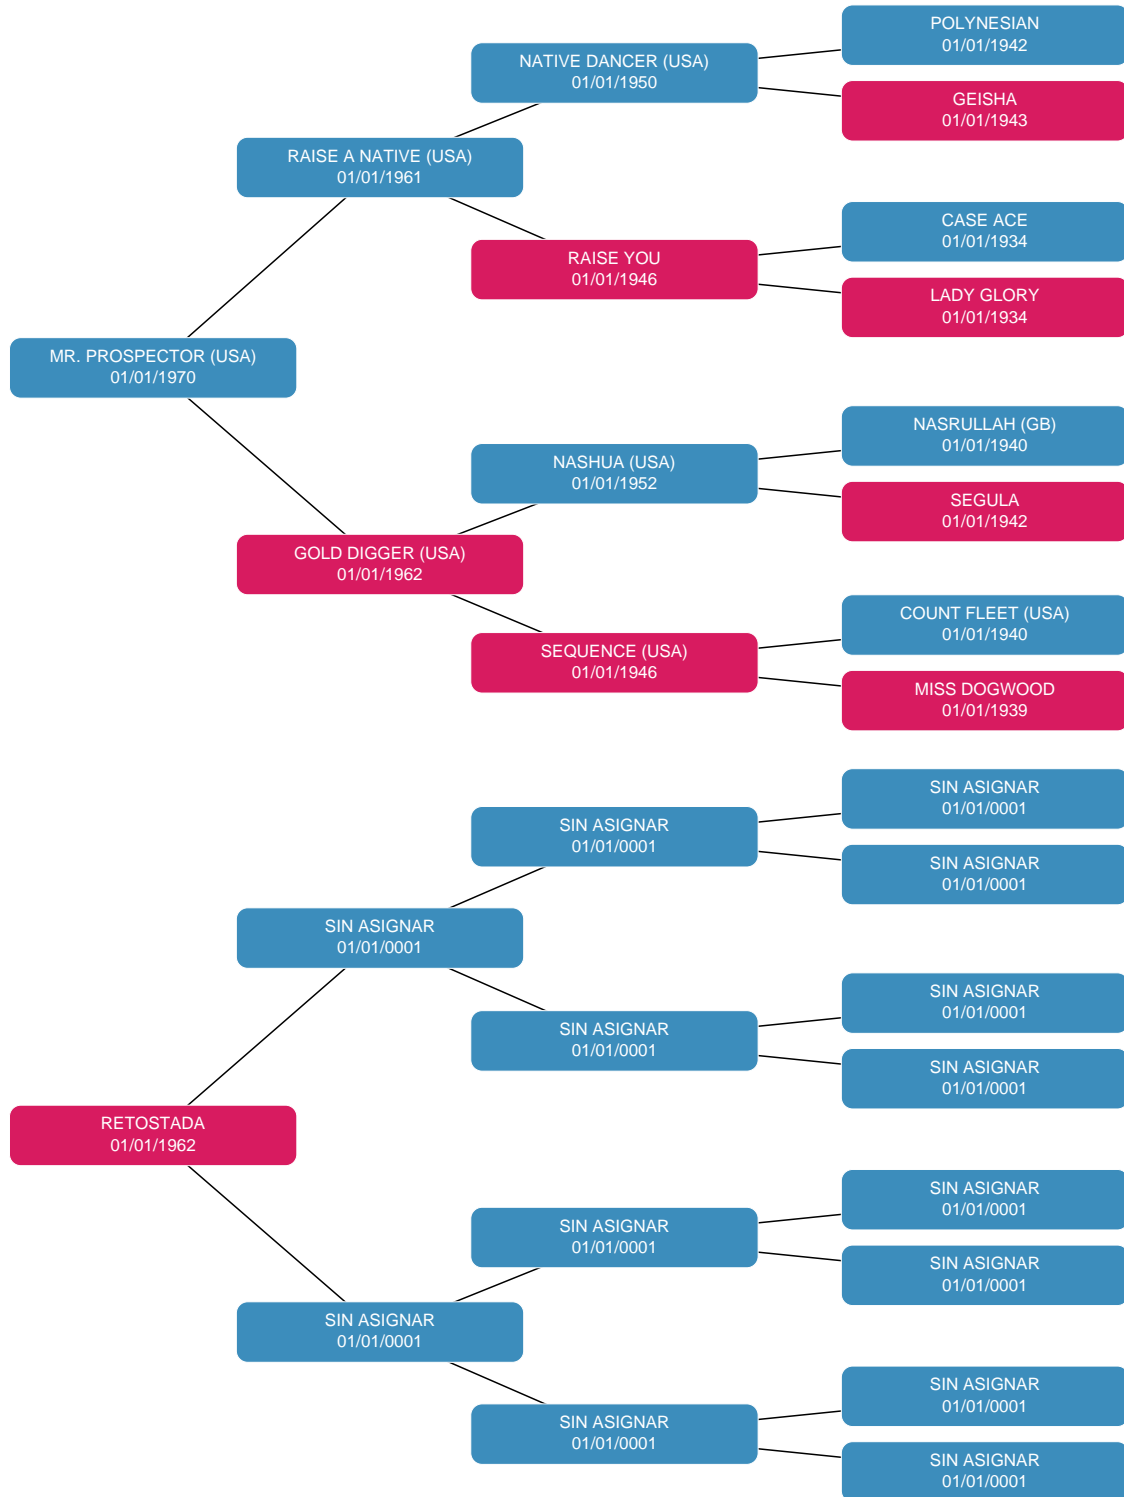 POLYNESIAN
01/01/1942
NATIVE DANCER (USA)
01/01/1950
GEISHA
01/01/1943
RAISE A NATIVE (USA)
01/01/1961
CASE ACE
01/01/1934
RAISE YOU
01/01/1946
LADY GLORY
01/01/1934
MR. PROSPECTOR (USA)
01/01/1970
NASRULLAH (GB)
01/01/1940
NASHUA (USA)
01/01/1952
SEGULA
01/01/1942
GOLD DIGGER (USA)
01/01/1962
COUNT FLEET (USA)
01/01/1940
SEQUENCE (USA)
01/01/1946
MISS DOGWOOD
01/01/1939
SIN ASIGNAR
01/01/0001
SIN ASIGNAR
01/01/0001
SIN ASIGNAR
01/01/0001
SIN ASIGNAR
01/01/0001
SIN ASIGNAR
01/01/0001
SIN ASIGNAR
01/01/0001
SIN ASIGNAR
01/01/0001
RETOSTADA
01/01/1962
SIN ASIGNAR
01/01/0001
SIN ASIGNAR
01/01/0001
SIN ASIGNAR
01/01/0001
SIN ASIGNAR
01/01/0001
SIN ASIGNAR
01/01/0001
SIN ASIGNAR
01/01/0001
SIN ASIGNAR
01/01/0001